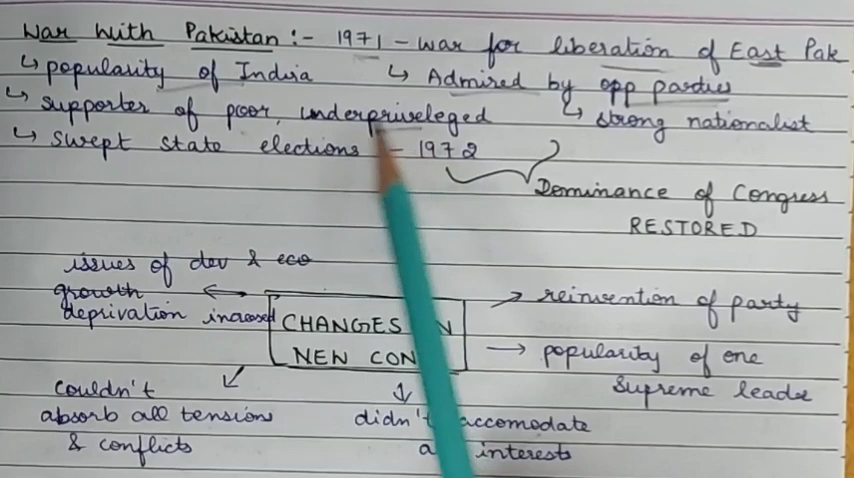 War with Pakistan :- 1971 - war for liberation of East Pak
↳ popularity of India ↳ Admired by opp parties
↳ supporter of poor, underpriveleged ↳ strong nationalist
↳ swept state elections - 1972
Dominance of Congress
RESTORED
issues of dev & eco
growth
deprivation increased
CHANGES
NEW CON
→ reinvention of party
→ popularity of one
supreme leader
couldn't
absorb all tensions
& conflicts
didn't accomodate
interests